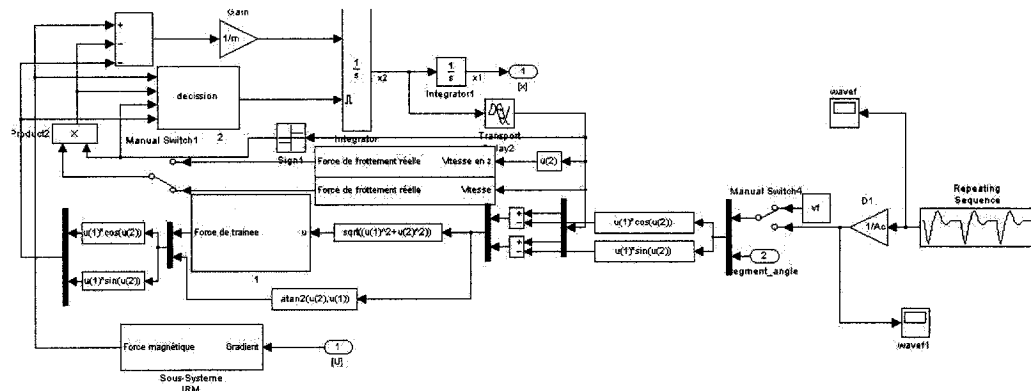 Gain
+
−
−
1/m
1
s
x2
1
s
x1
1
[x]
Integrator1
decission
Manual Switch1
2
Integrator
Transport
Delay2
Product2
×
Sign1
Force de frottement réelle
Vitesse en z
u(2)
Force de frottement réelle
Vitesse
wavef
Manual Switch4
vf
D1
1/Ac
Repeating
Sequence
u(1)*cos(u(2))
u(1)*sin(u(2))
Force de trainee
u
1
sqrt((u(1)^2+u(2)^2))
atan2(u(2),u(1))
+
−
+
−
u(1)*cos(u(2))
u(1)*sin(u(2))
2
segment_angle
wavef1
Force magnétique
Gradient
1
[U]
Sous-Systeme
IRM